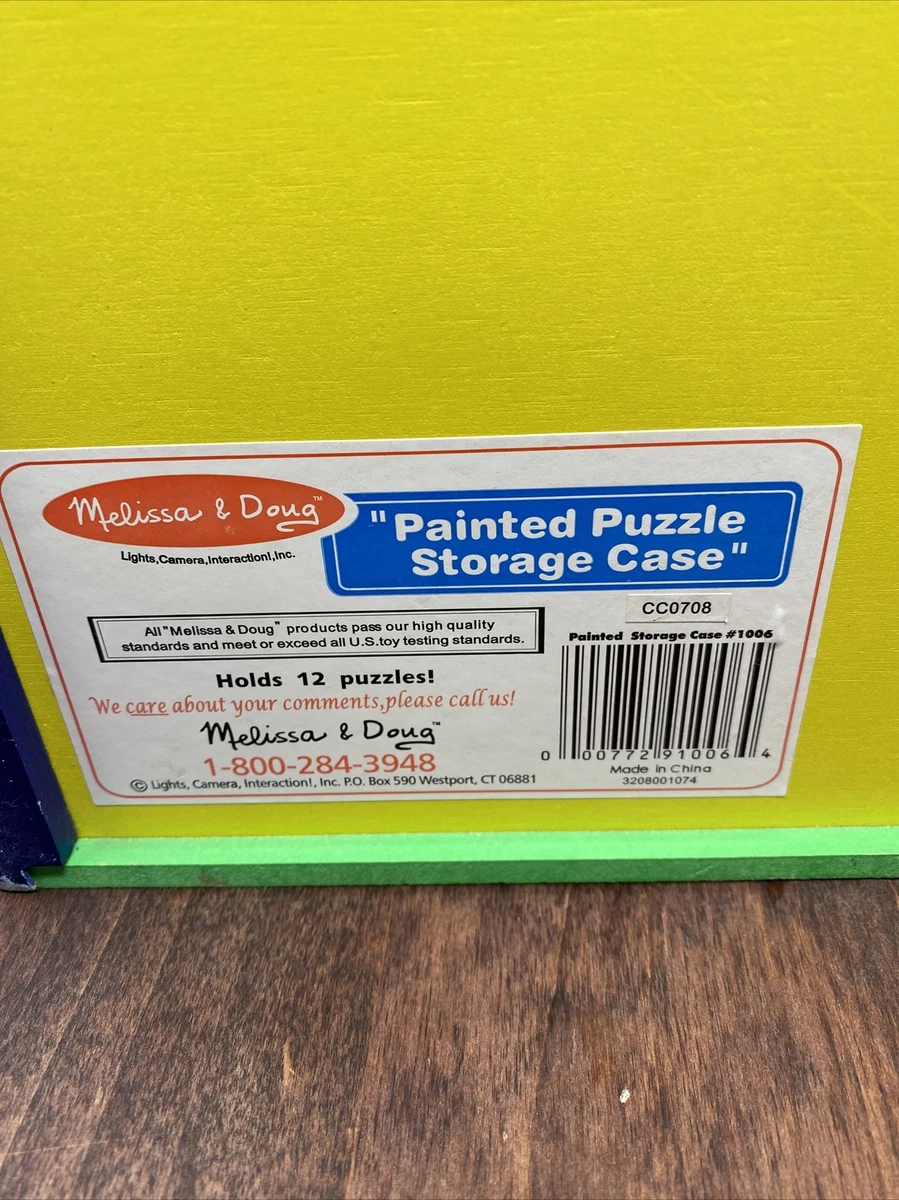 Melissa & Doug™
Lights,Camera,Interaction!,Inc.
"Painted Puzzle
Storage Case"
CC0708
All "Melissa & Doug" products pass our high quality
standards and meet or exceed all U.S.toy testing standards.
Painted Storage Case #1006
Holds 12 puzzles!
We care about your comments,please call us!
Melissa & Doug™
1-800-284-3948
© Lights, Camera, Interaction!, Inc. P.O. Box 590 Westport, CT 06881
0 00772 91006 4
Made in China
3208001074